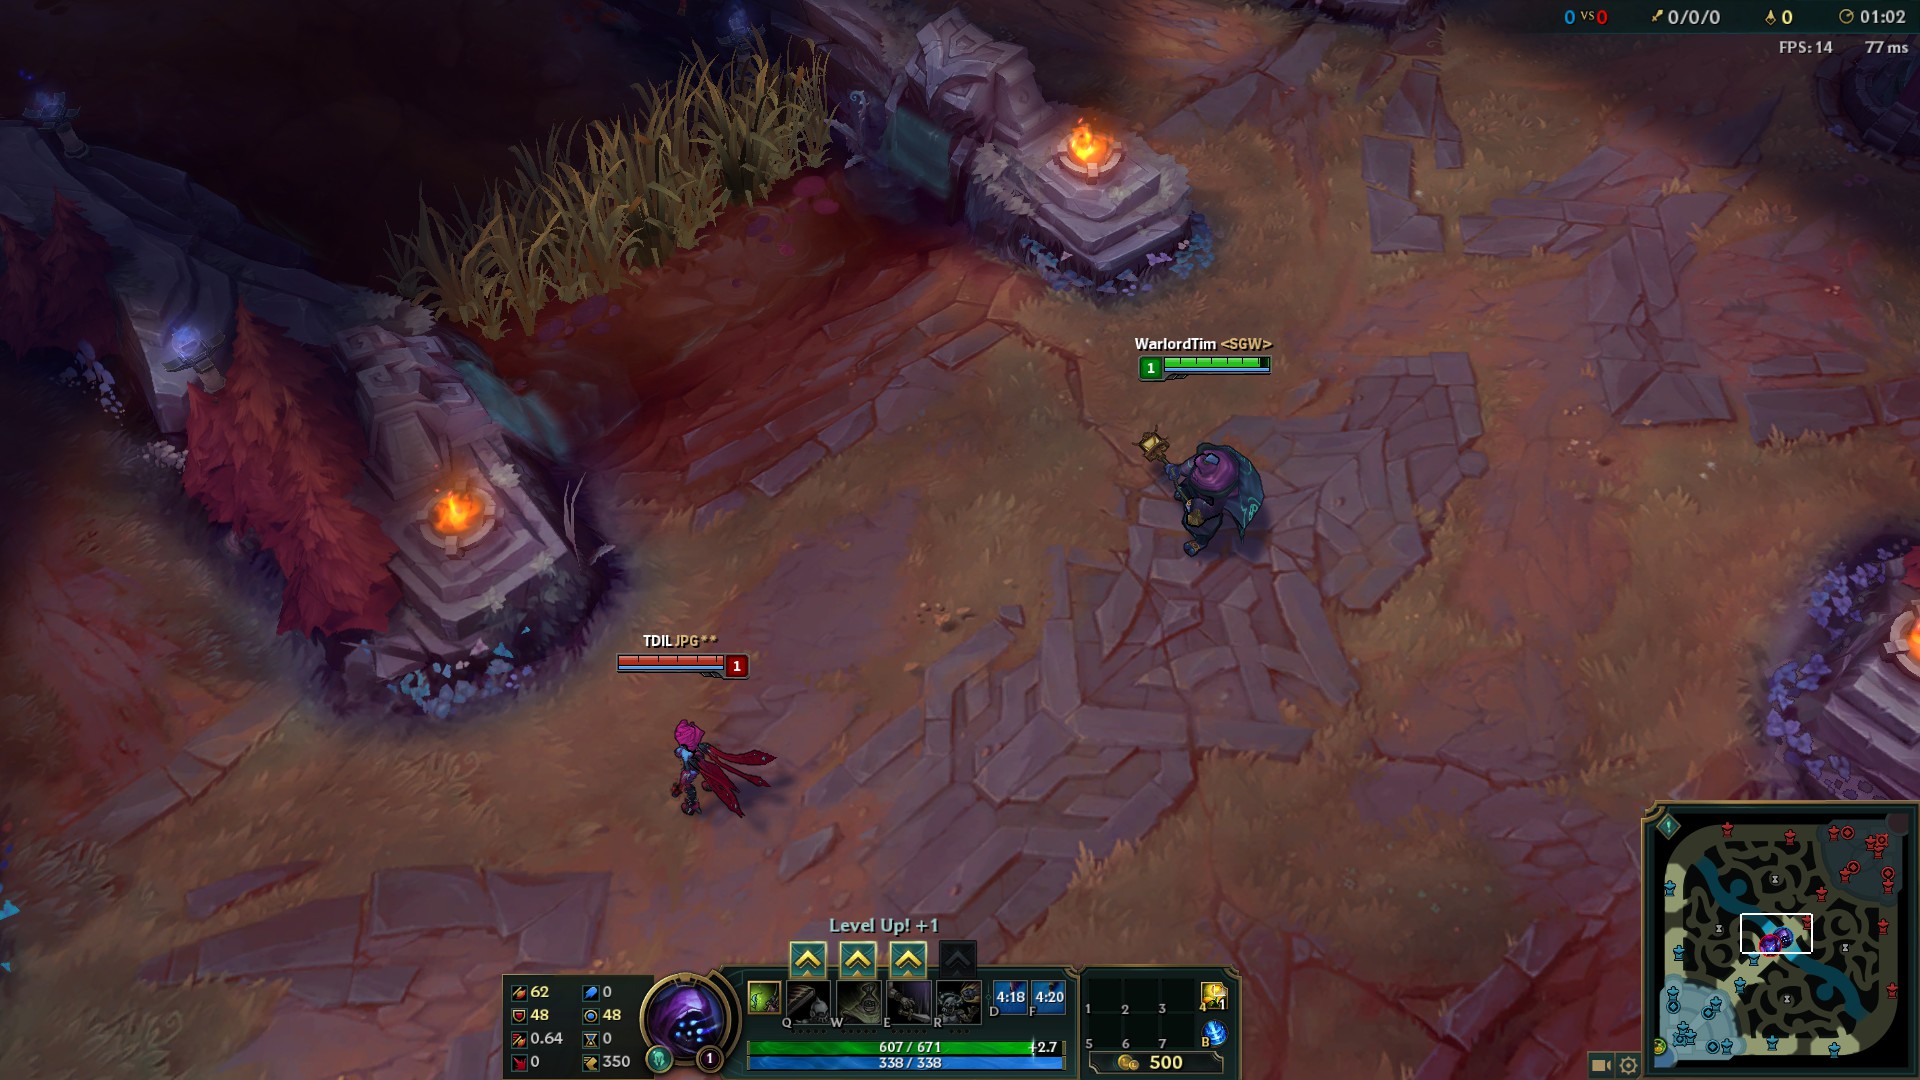 0 VS 0 0/0/0 0 01:02
FPS: 14 77 ms
WarlordTim <SGW>
1
TDIL JPG**
1
Level Up! +1
62 0
48 48
0.64 0
0 350
1
Q W E R
4:18 4:20
D F
607 / 671 +2.7
338 / 338
1 2 3 4 1
5 6 7 B
500